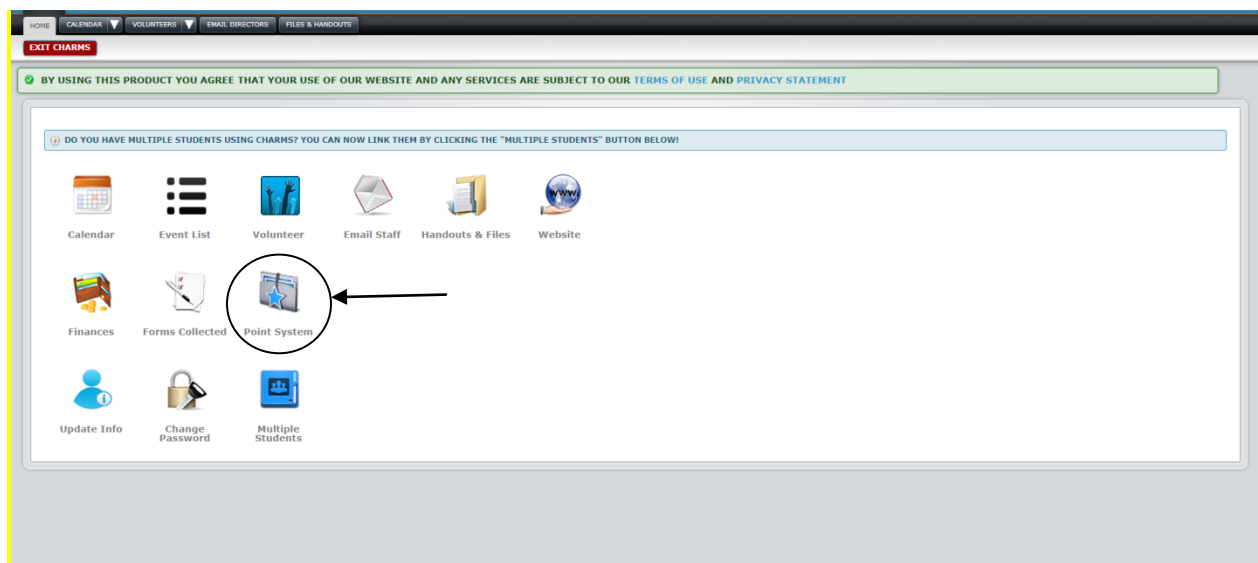 HOME CALENDAR VOLUNTEERS EMAIL DIRECTORS FILES & HANDOUTS
EXIT CHARMS
BY USING THIS PRODUCT YOU AGREE THAT YOUR USE OF OUR WEBSITE AND ANY SERVICES ARE SUBJECT TO OUR TERMS OF USE AND PRIVACY STATEMENT
DO YOU HAVE MULTIPLE STUDENTS USING CHARMS? YOU CAN NOW LINK THEM BY CLICKING THE "MULTIPLE STUDENTS" BUTTON BELOW!
WWW.
Calendar Event List Volunteer Email Staff Handouts & Files Website
Finances Forms Collected Point System
Update Info Change Multiple
Password Students